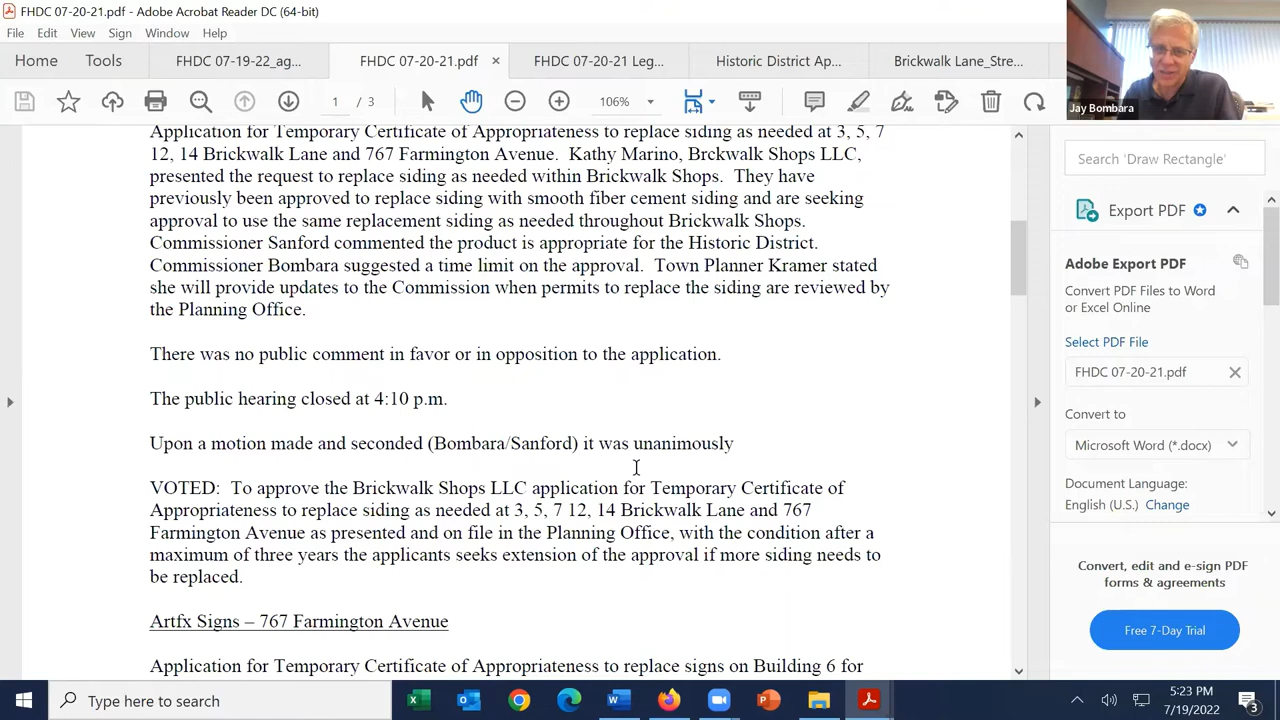 FHDC 07-20-21.pdf - Adobe Acrobat Reader DC (64-bit)
File Edit View Sign Window Help
Home Tools FHDC 07-19-22_ag... FHDC 07-20-21.pdf × FHDC 07-20-21 Leg... Historic District Ap... Brickwalk Lane_Stre...
1 / 3 106%
Jay Bombara
Application for Temporary Certificate of Appropriateness to replace siding as needed at 3, 5, 7
12, 14 Brickwalk Lane and 767 Farmington Avenue. Kathy Marino, Brckwalk Shops LLC,
presented the request to replace siding as needed within Brickwalk Shops. They have
previously been approved to replace siding with smooth fiber cement siding and are seeking
approval to use the same replacement siding as needed throughout Brickwalk Shops.
Commissioner Sanford commented the product is appropriate for the Historic District.
Commissioner Bombara suggested a time limit on the approval. Town Planner Kramer stated
she will provide updates to the Commission when permits to replace the siding are reviewed by
the Planning Office.
There was no public comment in favor or in opposition to the application.
The public hearing closed at 4:10 p.m.
Upon a motion made and seconded (Bombara/Sanford) it was unanimously
VOTED: To approve the Brickwalk Shops LLC application for Temporary Certificate of
Appropriateness to replace siding as needed at 3, 5, 7 12, 14 Brickwalk Lane and 767
Farmington Avenue as presented and on file in the Planning Office, with the condition after a
maximum of three years the applicants seeks extension of the approval if more siding needs to
be replaced.
Artfx Signs – 767 Farmington Avenue
Application for Temporary Certificate of Appropriateness to replace signs on Building 6 for
Search 'Draw Rectangle'
Export PDF
Adobe Export PDF
Convert PDF Files to Word
or Excel Online
Select PDF File
FHDC 07-20-21.pdf
Convert to
Microsoft Word (*.docx)
Document Language:
English (U.S.) Change
Convert, edit and e-sign PDF
forms & agreements
Free 7-Day Trial
Type here to search
5:23 PM
7/19/2022
3